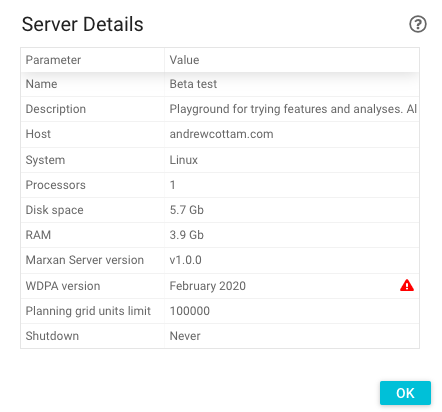 Server Details
Parameter Value
Name Beta test
Description Playground for trying features and analyses. Al
Host andrewcottam.com
System Linux
Processors 1
Disk space 5.7 Gb
RAM 3.9 Gb
Marxan Server version v1.0.0
WDPA version February 2020
Planning grid units limit 100000
Shutdown Never
OK